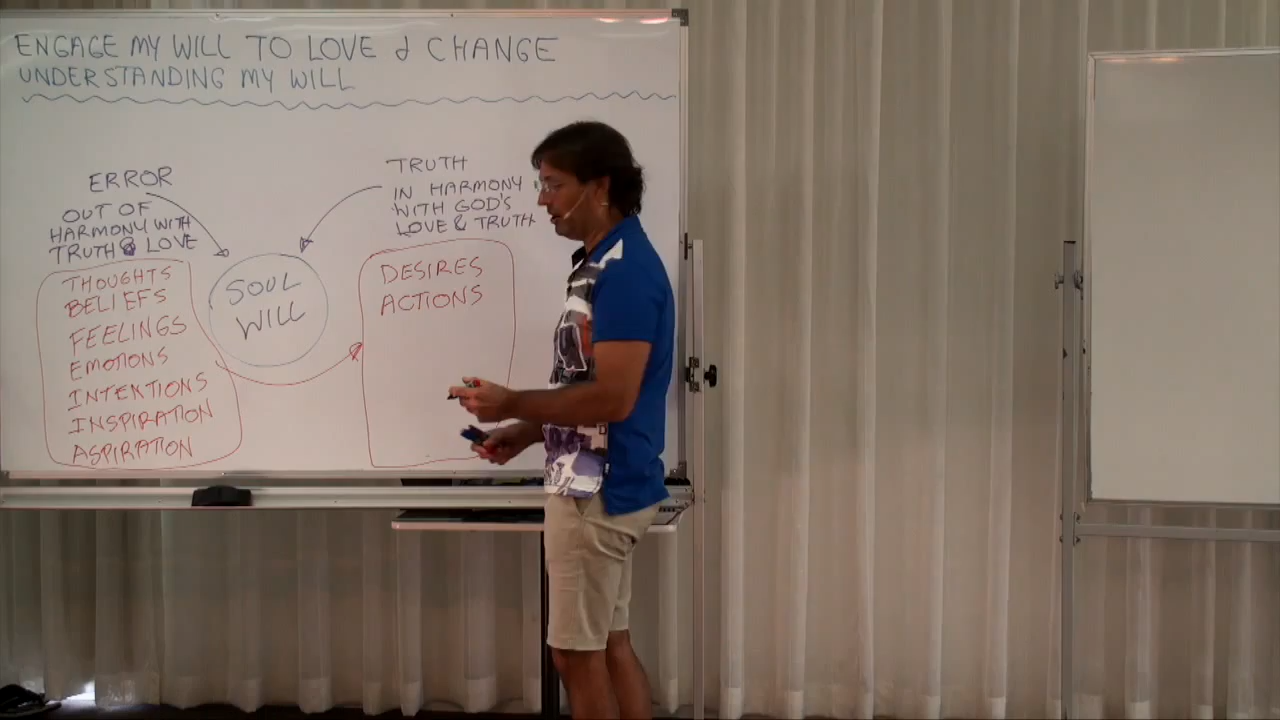 ENGAGE MY WILL TO LOVE & CHANGE
UNDERSTANDING MY WILL
ERROR
OUT OF
HARMONY WITH
TRUTH & LOVE
THOUGHTS
BELIEFS
FEELINGS
EMOTIONS
INTENTIONS
INSPIRATION
ASPIRATION
SOUL
WILL
TRUTH
IN HARMONY
WITH GOD'S
LOVE & TRUTH
DESIRES
ACTIONS